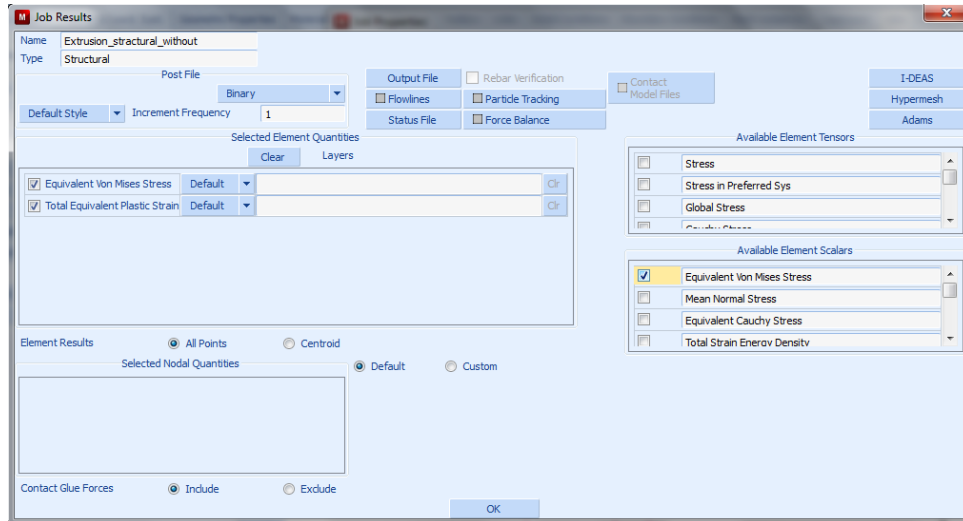 Job Results
Name Extrusion_stractural_without
Type Structural
Post File
Binary
Default Style Increment Frequency 1
Output File Rebar Verification
Flowlines Particle Tracking
Status File Force Balance
Contact
Model Files
I-DEAS
Hypermesh
Adams
Selected Element Quantities
Clear Layers
Equivalent Von Mises Stress Default Clr
Total Equivalent Plastic Strain Default Clr
Available Element Tensors
Stress
Stress in Preferred Sys
Global Stress
Cauchy Stress
Available Element Scalars
Equivalent Von Mises Stress
Mean Normal Stress
Equivalent Cauchy Stress
Total Strain Energy Density
Element Results All Points Centroid
Selected Nodal Quantities
Default Custom
Contact Glue Forces Include Exclude
OK